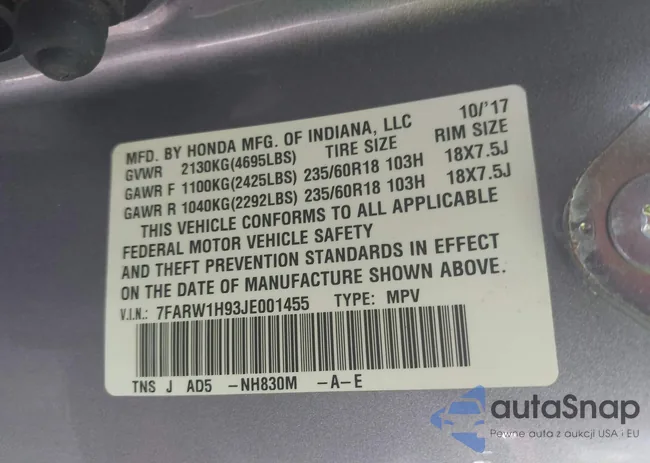 MFD. BY HONDA MFG. OF INDIANA, LLC 10/'17
GVWR 2130KG(4695LBS) TIRE SIZE RIM SIZE
GAWR F 1100KG(2425LBS) 235/60R18 103H 18X7.5J
GAWR R 1040KG(2292LBS) 235/60R18 103H 18X7.5J
THIS VEHICLE CONFORMS TO ALL APPLICABLE
FEDERAL MOTOR VEHICLE SAFETY
AND THEFT PREVENTION STANDARDS IN EFFECT
ON THE DATE OF MANUFACTURE SHOWN ABOVE.
V.I.N.: 7FARW1H93JE001455 TYPE: MPV
TNS J AD5 -NH830M -A-E
autaSnap
Pewne auta z aukcji USA i EU